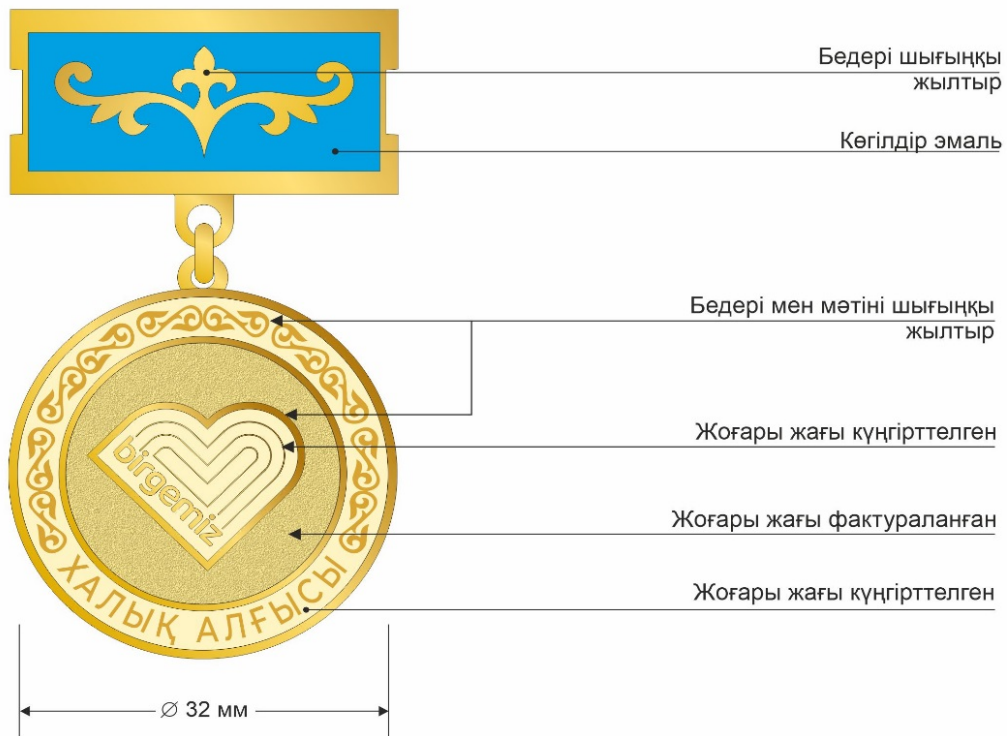 Бедері шығыңқы
жылтыр
Көгілдір эмаль
Бедері мен мәтіні шығыңқы
жылтыр
Жоғары жағы күңгірттелген
Жоғары жағы фактураланған
Жоғары жағы күңгірттелген
birgemiz
ХАЛЫҚ АЛҒЫСЫ
∅ 32 мм